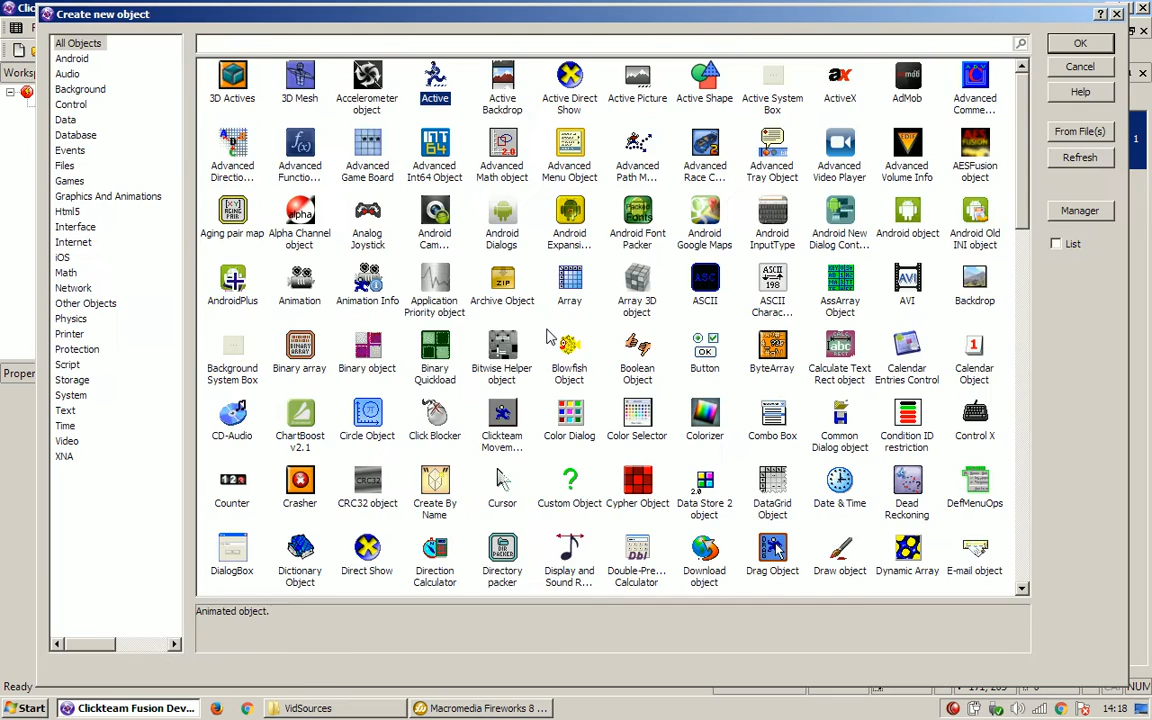 Create new object
? ×
All Objects
Android
Audio
Background
Control
Data
Database
Events
Files
Games
Graphics And Animations
Html5
Interface
Internet
iOS
Math
Network
Other Objects
Physics
Printer
Protection
Script
Storage
System
Text
Time
Video
XNA
3D Actives
3D Mesh
Accelerometer object
Active
Active Backdrop
Active Direct Show
Active Picture
Active Shape
Active System Box
ActiveX
AdMob
Advanced Comme...
Advanced Directio...
Advanced Functio...
Advanced Game Board
Advanced Int64 Object
Advanced Math object
Advanced Menu Object
Advanced Path M...
Advanced Race C...
Advanced Tray Object
Advanced Video Player
Advanced Volume Info
AESFusion object
Aging pair map
Alpha Channel object
Analog Joystick
Android Cam...
Android Dialogs
Android Expansi...
Android Font Packer
Android Google Maps
Android InputType
Android New Dialog Cont...
Android object
Android Old INI object
AndroidPlus
Animation
Animation Info
Application Priority object
Archive Object
Array
Array 3D object
ASCII
ASCII Charac...
AssArray Object
AVI
Backdrop
Background System Box
Binary array
Binary object
Binary Quickload
Bitwise Helper object
Blowfish Object
Boolean Object
Button
ByteArray
Calculate Text Rect object
Calendar Entries Control
Calendar Object
CD-Audio
ChartBoost v2.1
Circle Object
Click Blocker
Clickteam Movem...
Color Dialog
Color Selector
Colorizer
Combo Box
Common Dialog object
Condition ID restriction
Control X
Counter
Crasher
CRC32 object
Create By Name
Cursor
Custom Object
Cypher Object
Data Store 2 object
DataGrid Object
Date & Time
Dead Reckoning
DefMenuOps
DialogBox
Dictionary Object
Direct Show
Direction Calculator
Directory packer
Display and Sound R...
Double-Pre... Calculator
Download object
Drag Object
Draw object
Dynamic Array
E-mail object
Animated object.
OK
Cancel
Help
From File(s)
Refresh
Manager
List
Works
Proper
Ready
NUM
Start
Clickteam Fusion Dev...
VidSources
Macromedia Fireworks 8 ...
14:18